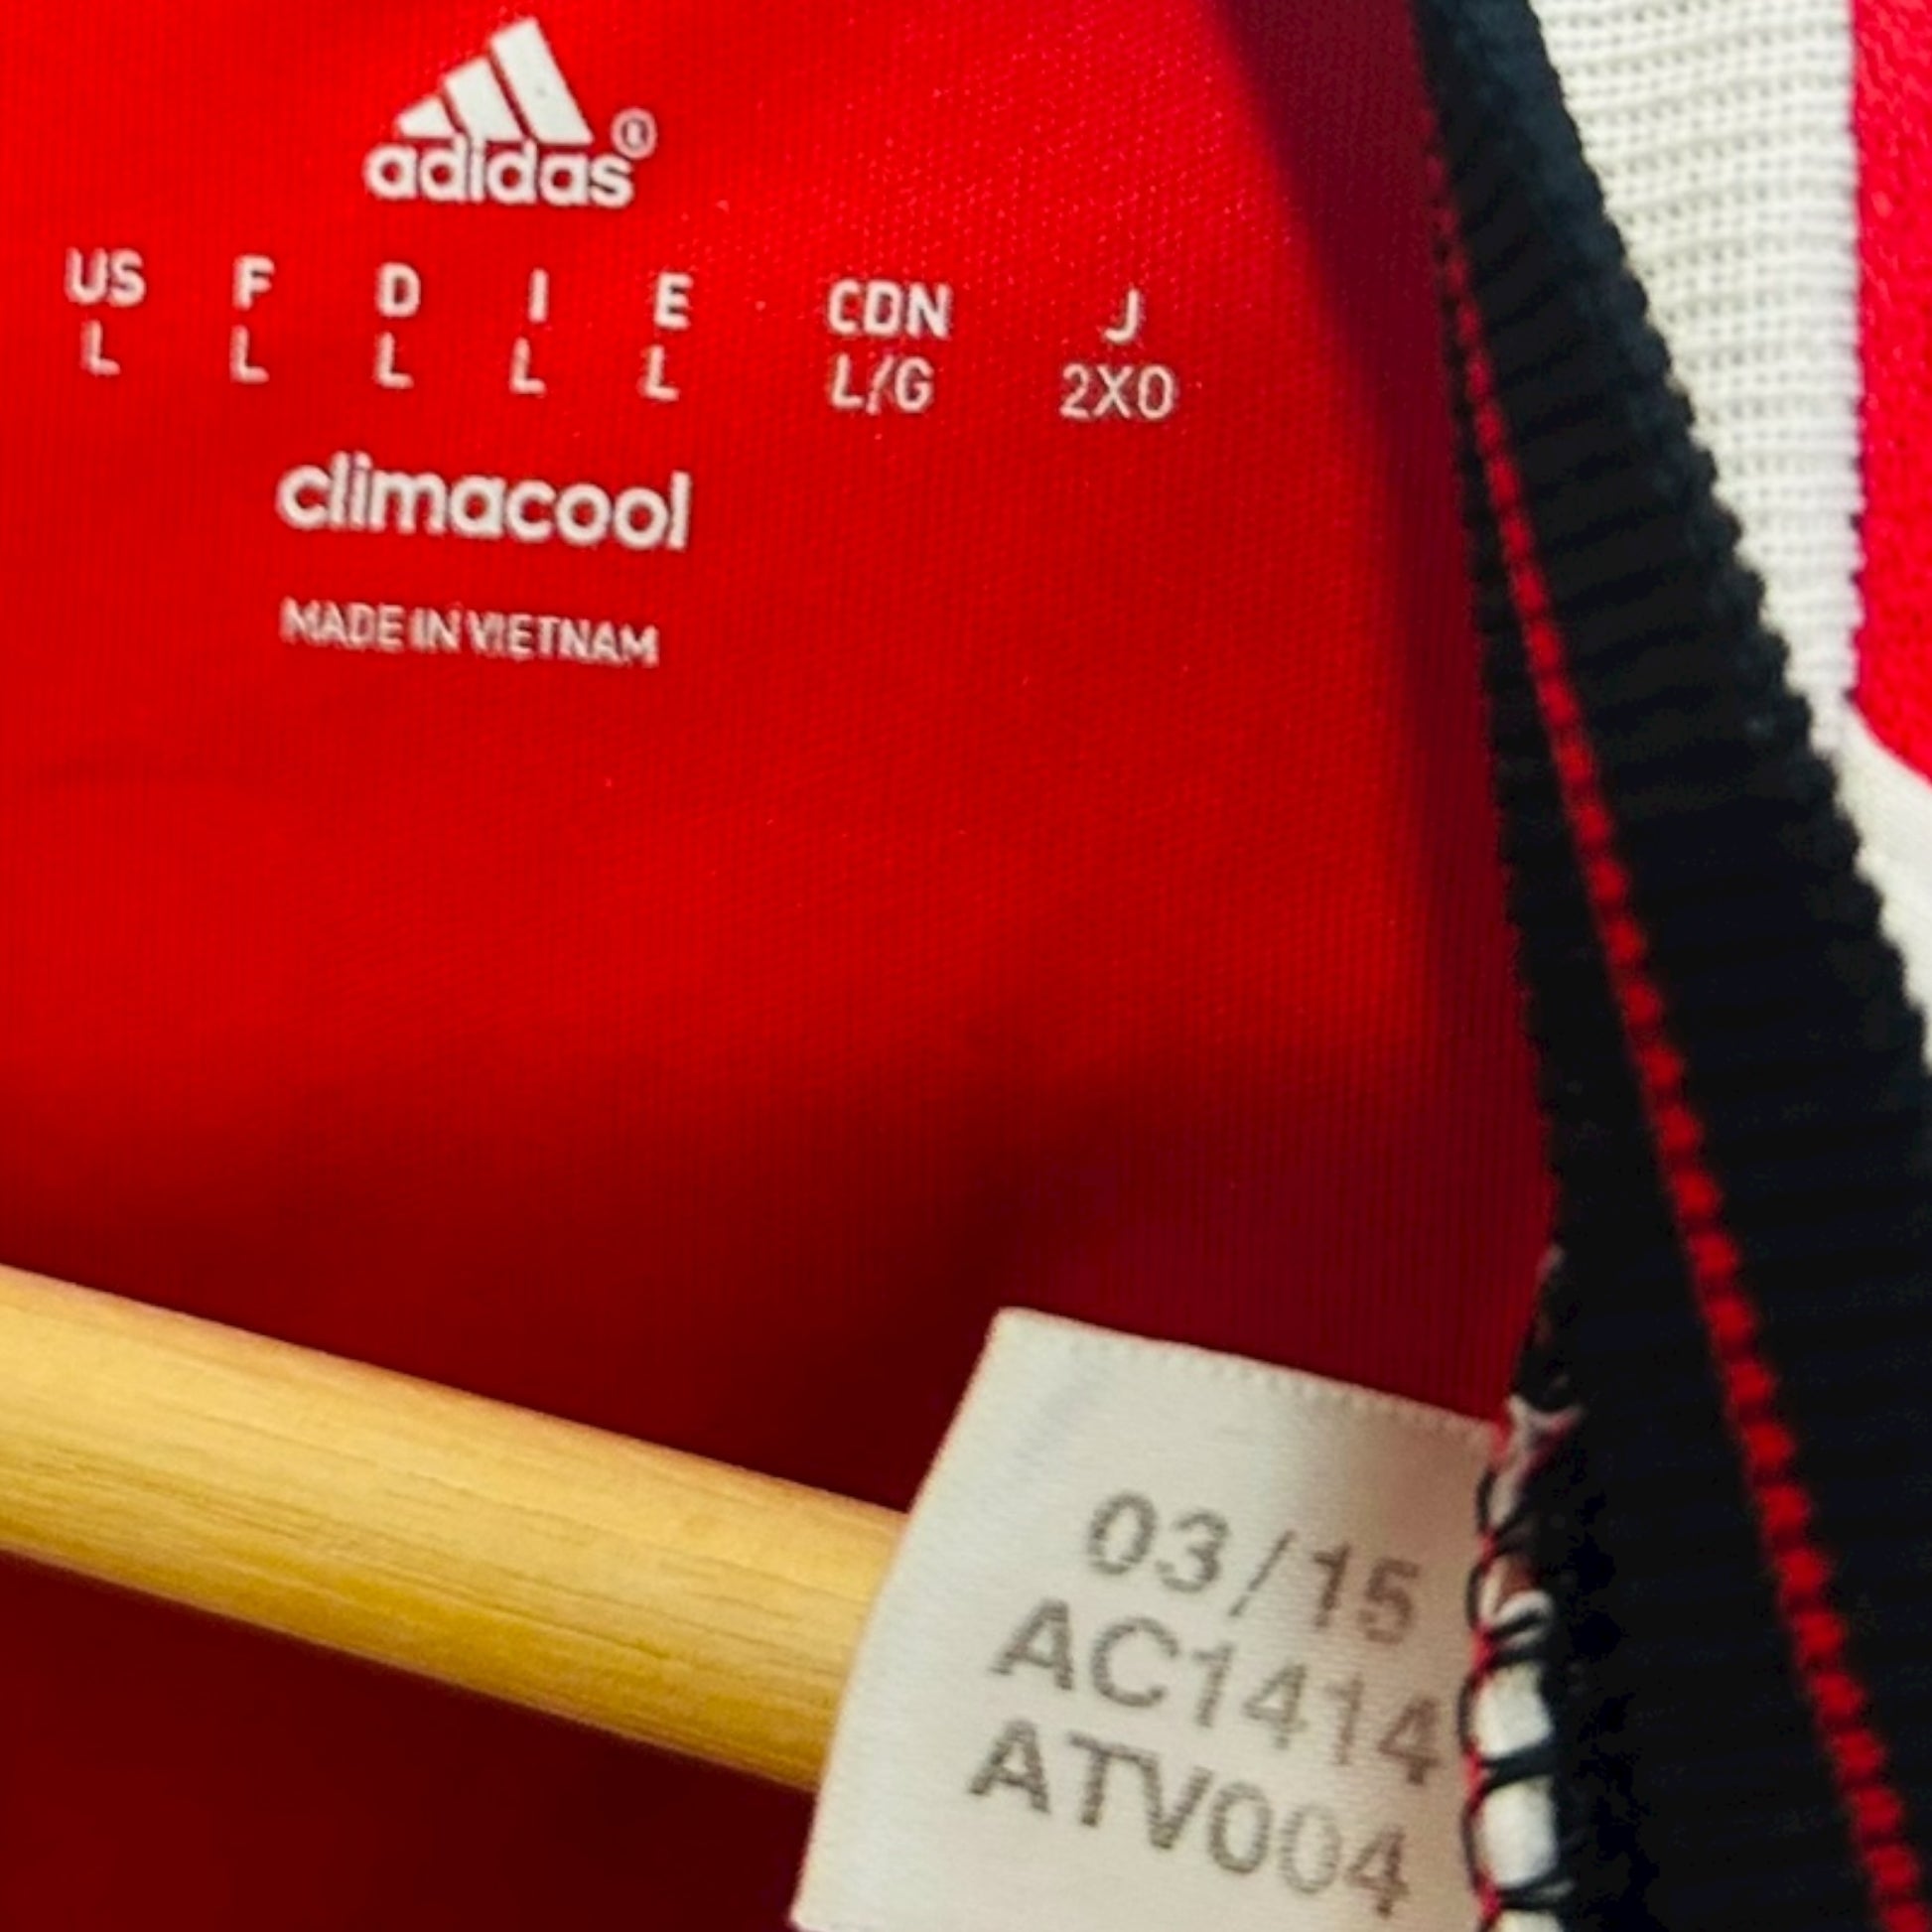 adidas®
US F D I E CDN J
L L L L L L/G 2XO
climacool
MADE IN VIETNAM
03/15
AC1414
ATV004